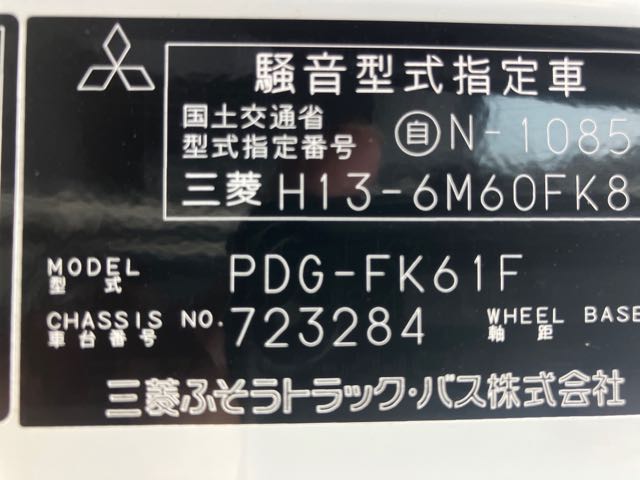 騒音型式指定車
国土交通省
型式指定番号 自 N-1085
三菱 H13-6M60FK8
MODEL PDG-FK61F
型式
CHASSIS NO. 723284 WHEEL BASE
車台番号 軸距
三菱ふそうトラック・バス株式会社